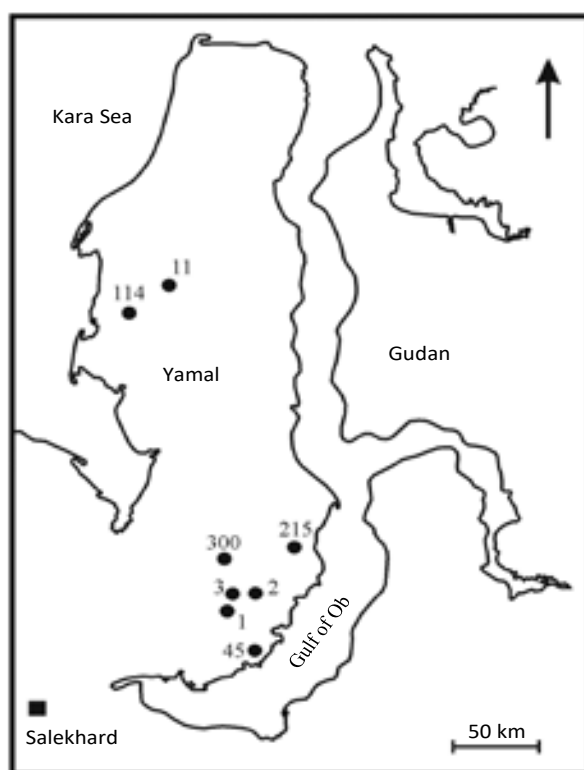 Kara Sea
11
114
Yamal
Gudan
215
300
3
2
1
45
Gulf of Ob
Salekhard
50 km